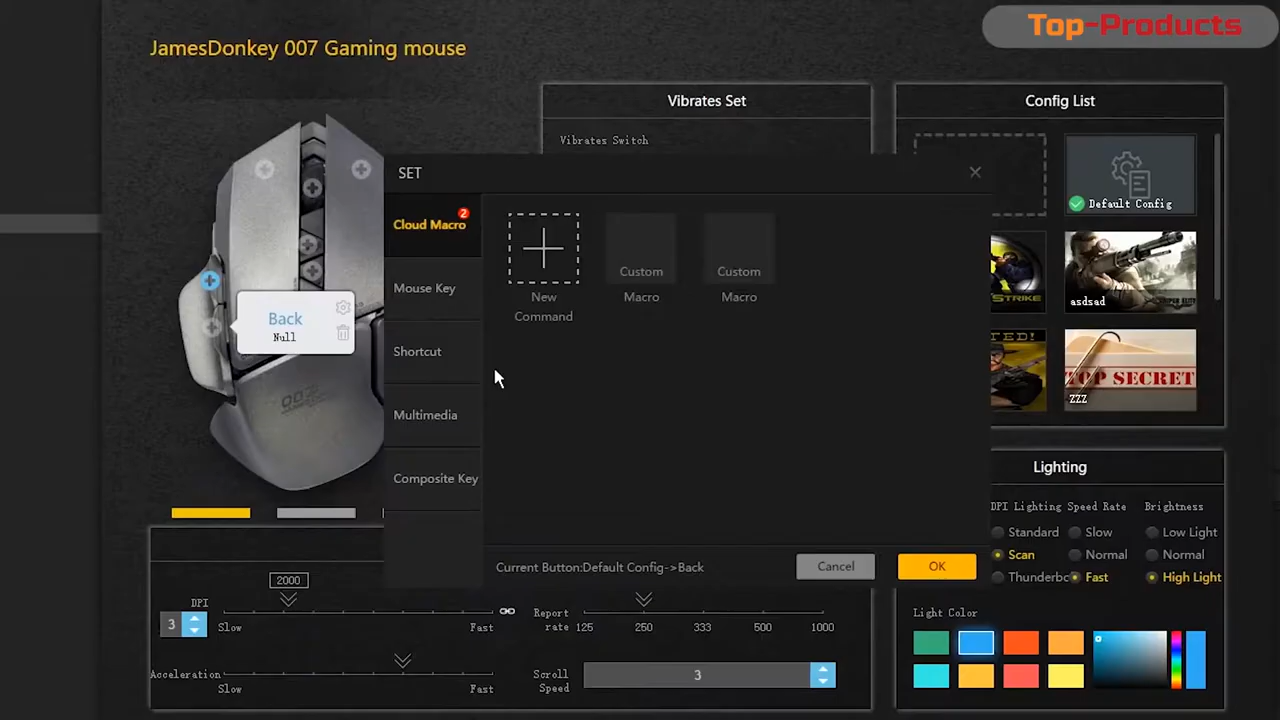 Top-Products
JamesDonkey 007 Gaming mouse
Vibrates Set
Vibrates Switch
Config List
Default Config
STRIKE
asdsad
TOP SECRET
ZZZ
SET
Cloud Macro
2
Mouse Key
Shortcut
Multimedia
Composite Key
New
Command
Custom
Macro
Custom
Macro
Back
Null
007
Current Button:Default Config->Back
Cancel
OK
2000
DPI
3
Slow
Fast
Report
rate
125
250
333
500
1000
Acceleration
Slow
Fast
Scroll
Speed
3
Lighting
DPI Lighting
Speed Rate
Brightness
Standard
Slow
Low Light
Scan
Normal
Normal
Thunderbo
Fast
High Light
Light Color